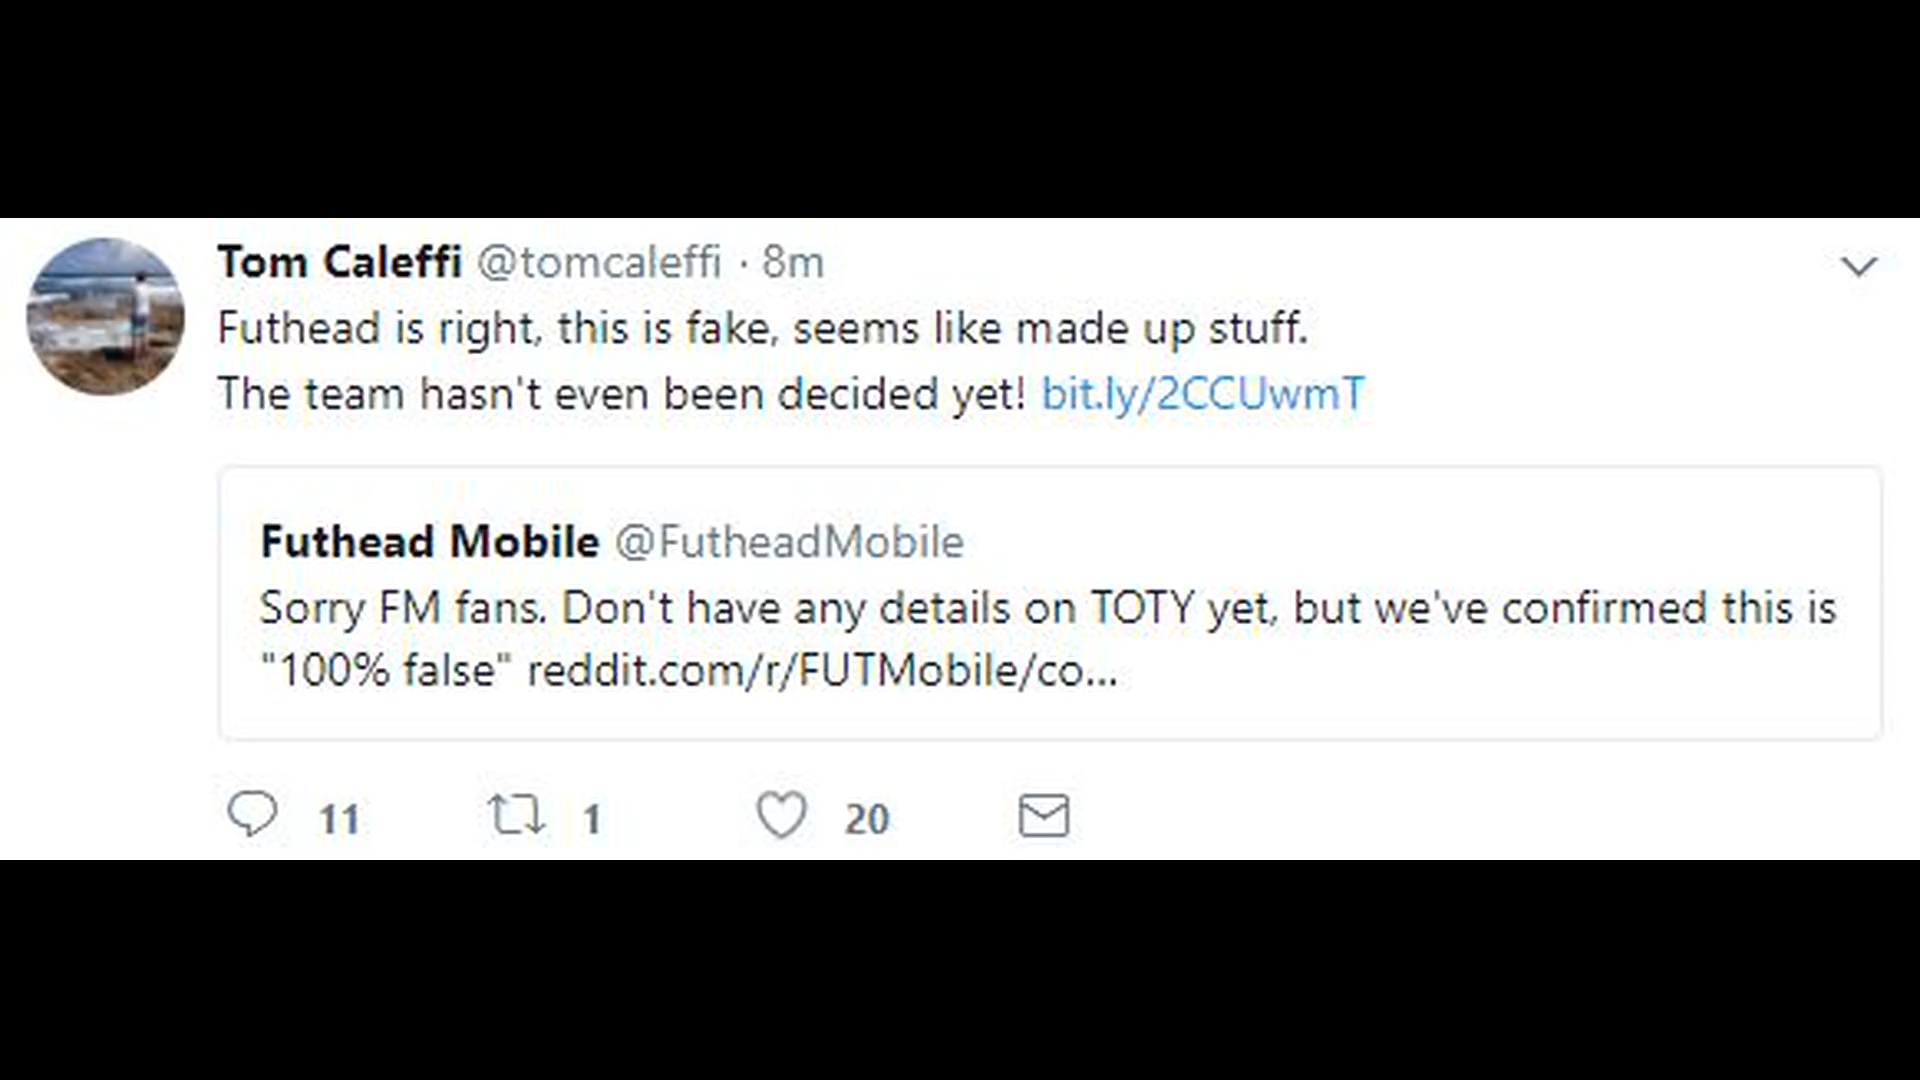 Tom Caleffi @tomcaleffi · 8m
Futhead is right, this is fake, seems like made up stuff.
The team hasn't even been decided yet! bit.ly/2CCUwmT
Futhead Mobile @FutheadMobile
Sorry FM fans. Don't have any details on TOTY yet, but we've confirmed this is
"100% false" reddit.com/r/FUTMobile/co...
11 1 20